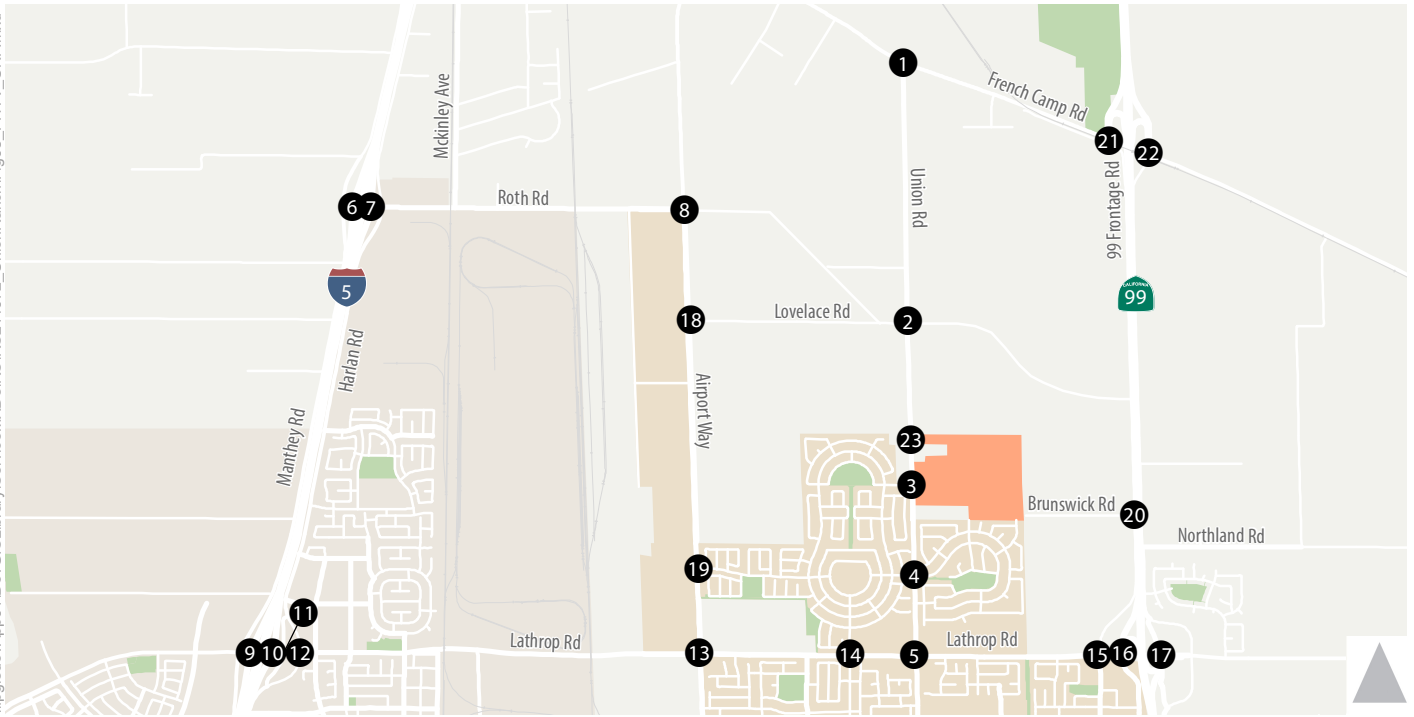 1
French Camp Rd
Mckinley Ave
21
22
99 Frontage Rd
Union Rd
Roth Rd
6
7
8
5
CALIFORNIA
99
Lovelace Rd
18
2
Harlan Rd
Airport Way
Manthey Rd
23
3
Brunswick Rd
20
Northland Rd
19
4
11
9
10
12
Lathrop Rd
13
14
5
Lathrop Rd
15
16
17